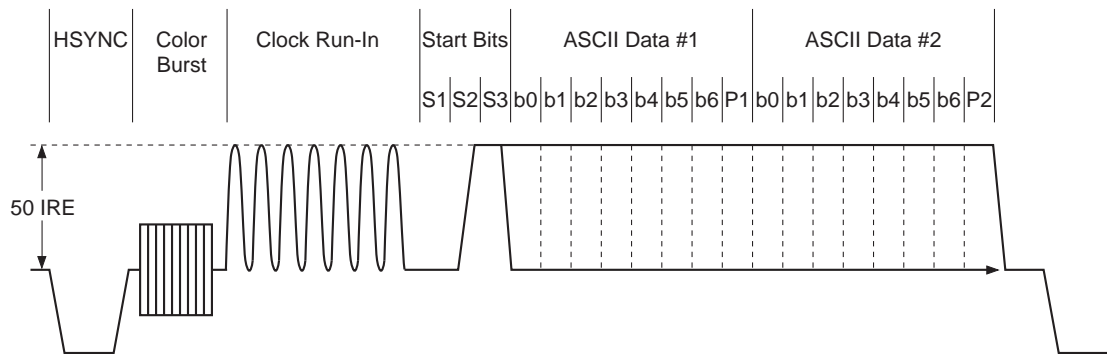 HSYNC Color Clock Run-In Start Bits ASCII Data #1 ASCII Data #2
Burst
S1 S2 S3 b0 b1 b2 b3 b4 b5 b6 P1 b0 b1 b2 b3 b4 b5 b6 P2
50 IRE